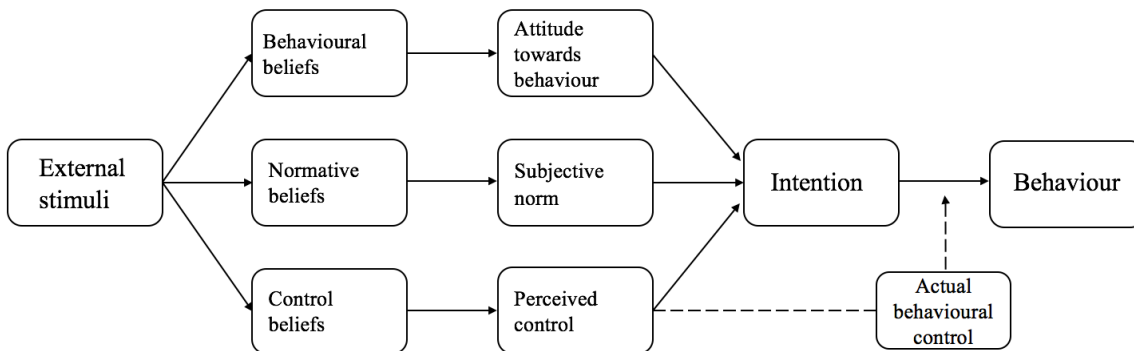 External
stimuli
Behavioural
beliefs
Attitude
towards
behaviour
Normative
beliefs
Subjective
norm
Control
beliefs
Perceived
control
Intention
Behaviour
Actual
behavioural
control